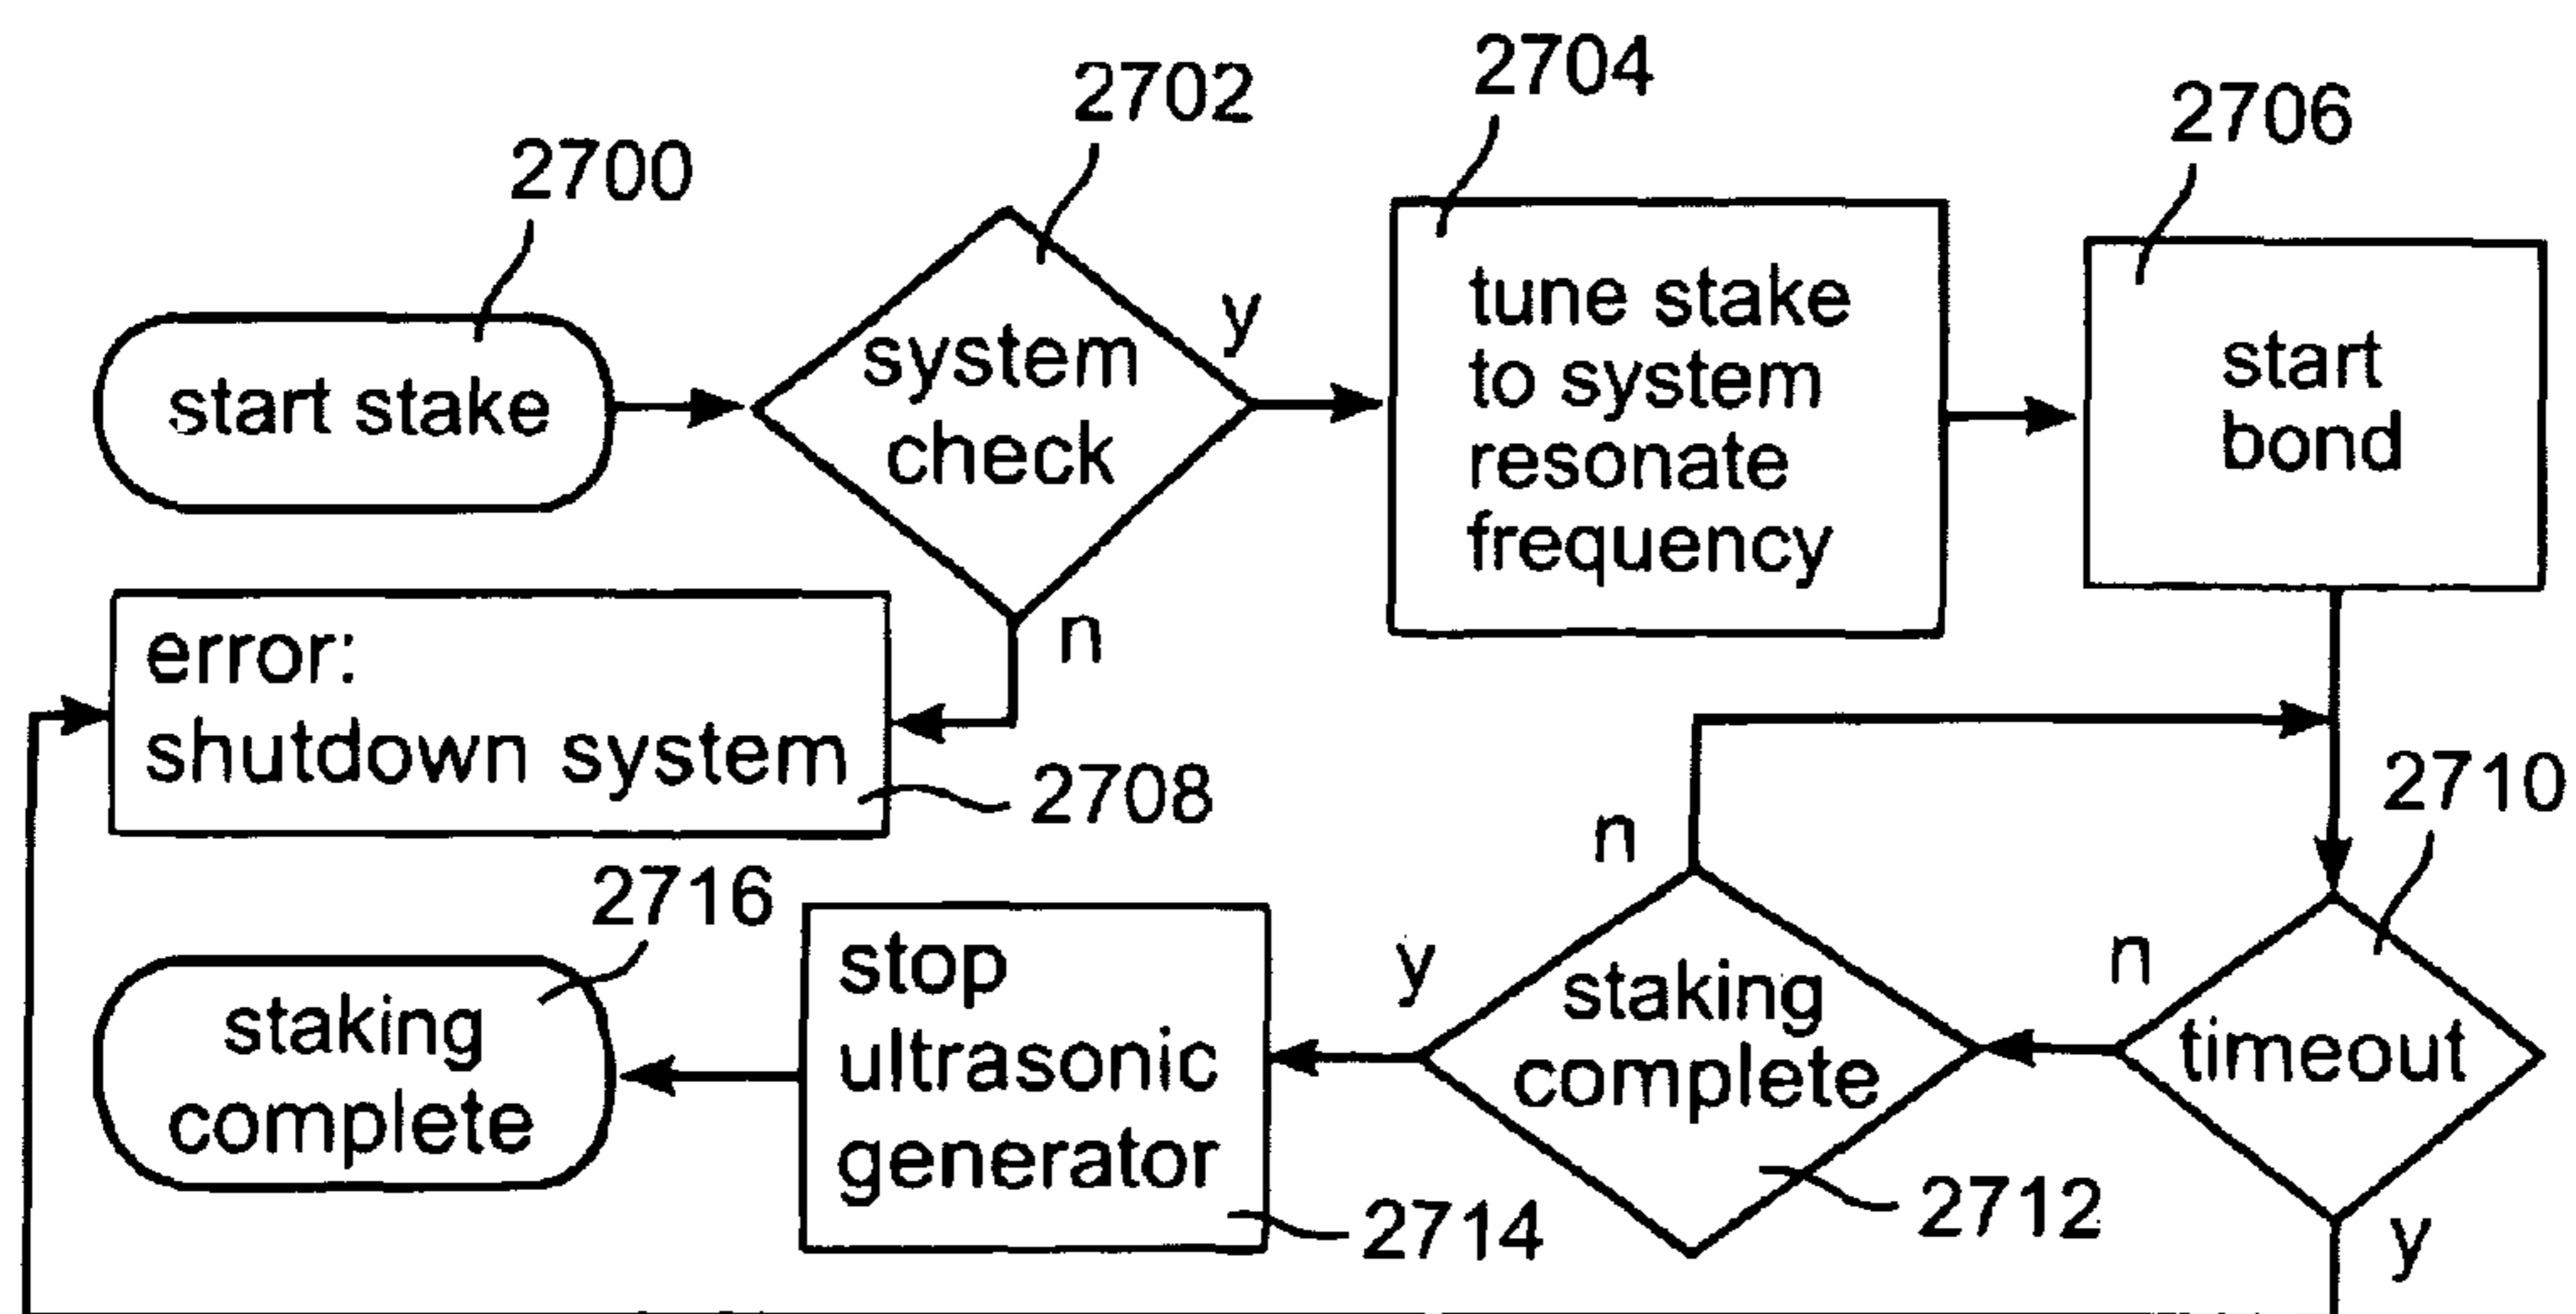 2700
start stake
2702
system
check
y
n
2704
tune stake
to system
resonate
frequency
2706
start
bond
error:
shutdown system
2708
2710
timeout
n
y
staking
complete
n
y
2712
stop
ultrasonic
generator
2714
2716
staking
complete